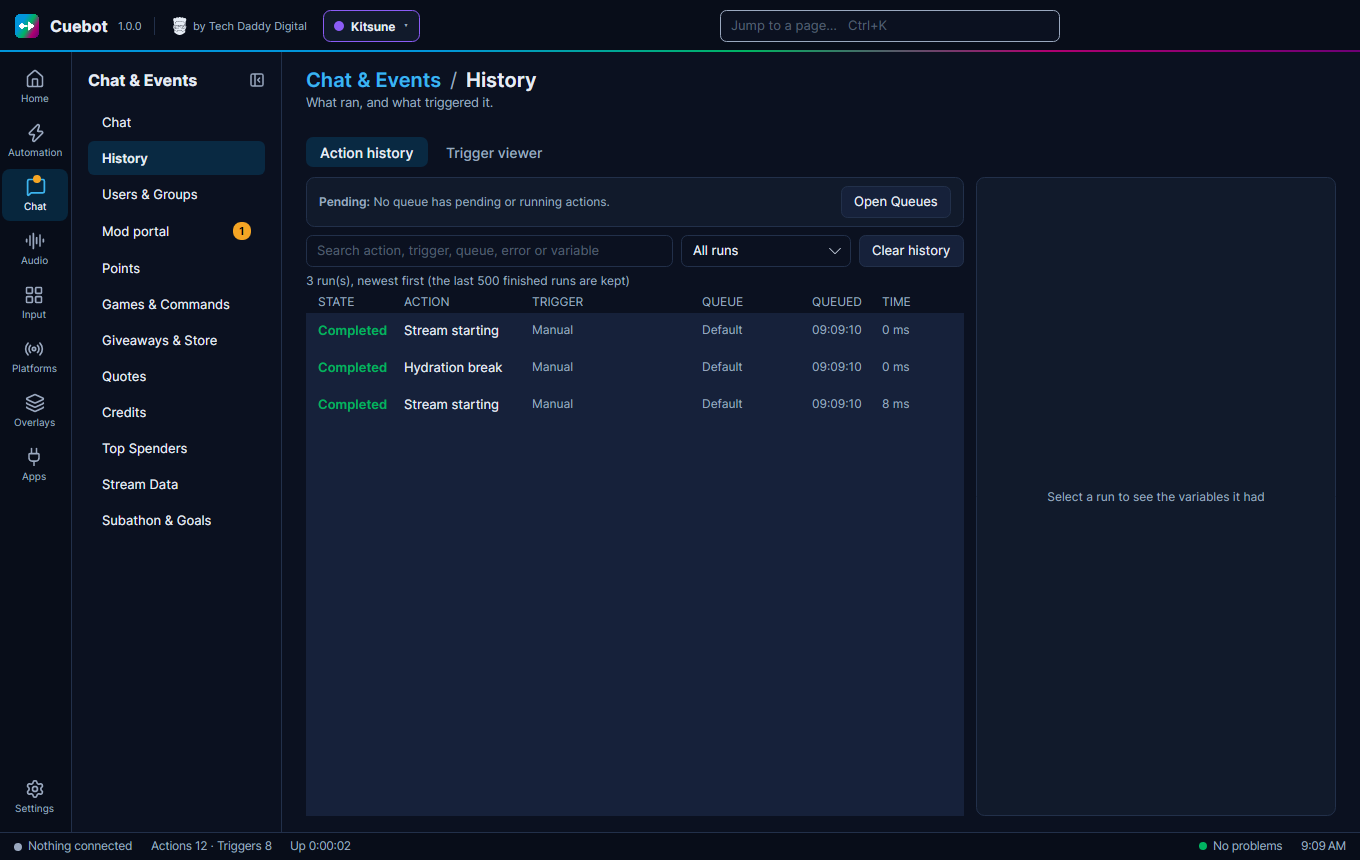 Cuebot 1.0.0 by Tech Daddy Digital Kitsune
Jump to a page... Ctrl+K
Home
Automation
Chat
Audio
Input
Platforms
Overlays
Apps
Settings
Chat & Events
Chat
History
Users & Groups
Mod portal 1
Points
Games & Commands
Giveaways & Store
Quotes
Credits
Top Spenders
Stream Data
Subathon & Goals
Chat & Events / History
What ran, and what triggered it.
Action history Trigger viewer
Pending: No queue has pending or running actions. Open Queues
Search action, trigger, queue, error or variable All runs Clear history
3 run(s), newest first (the last 500 finished runs are kept)
STATE ACTION TRIGGER QUEUE QUEUED TIME
Completed Stream starting Manual Default 09:09:10 0 ms
Completed Hydration break Manual Default 09:09:10 0 ms
Completed Stream starting Manual Default 09:09:10 8 ms
Select a run to see the variables it had
Nothing connected Actions 12 · Triggers 8 Up 0:00:02 No problems 9:09 AM